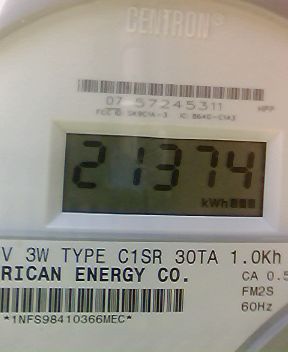 CENTRON
07 57245311
21374
kWh
V 3W TYPE C1SR 30TA 1.0Kh
RICAN ENERGY CO.
CA 0.5
FM2S
60Hz
*1NFS98410366MEC*